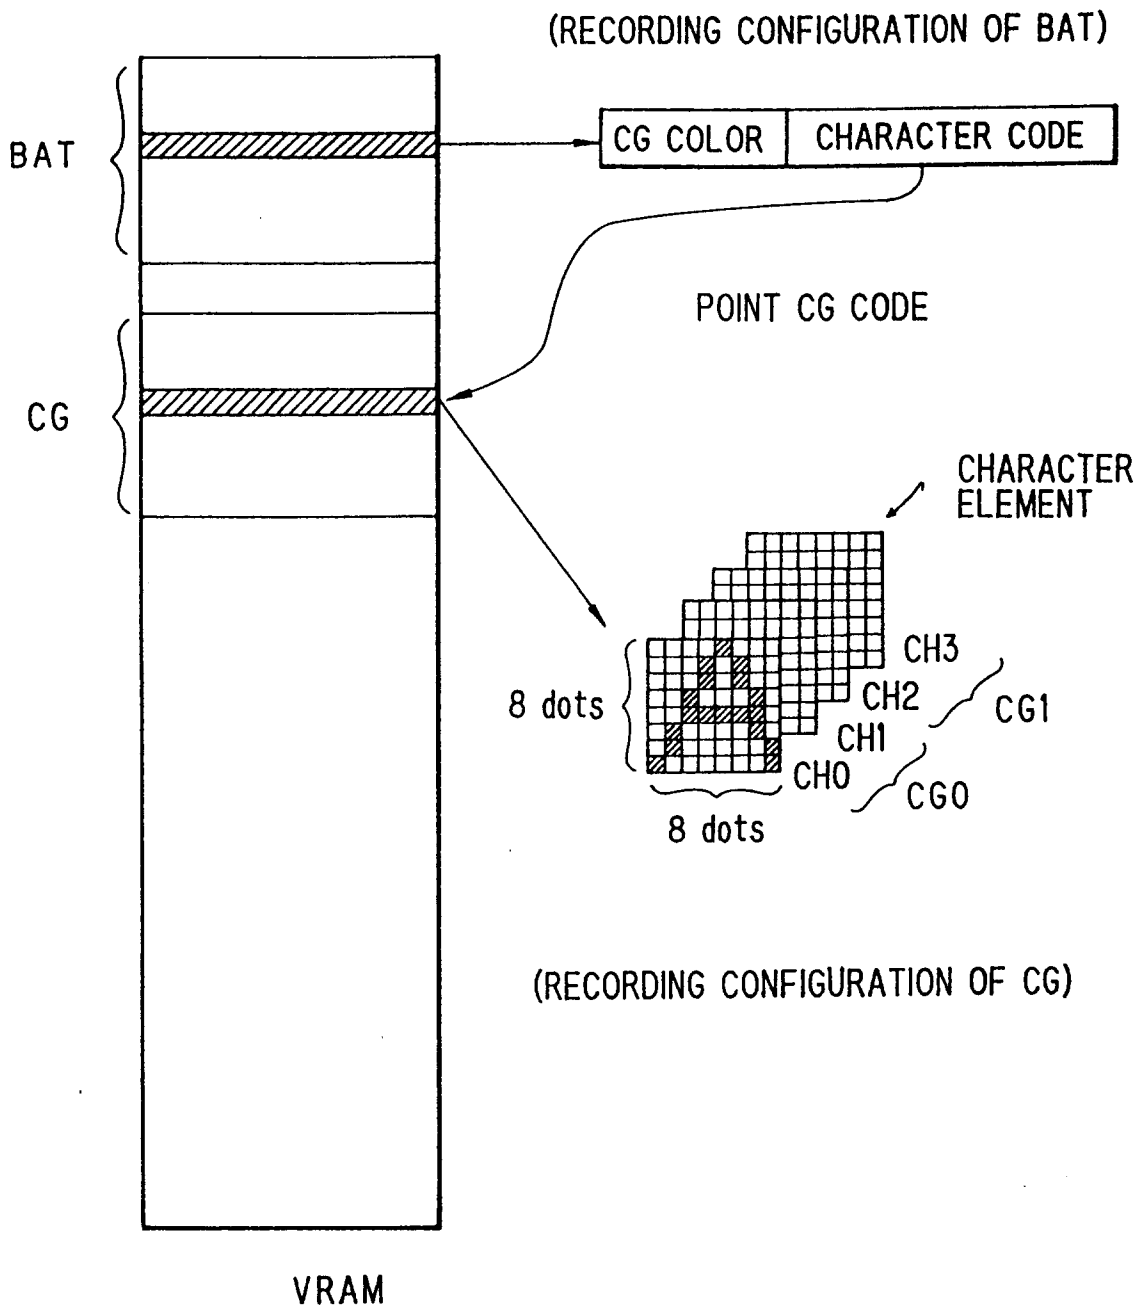 (RECORDING CONFIGURATION OF BAT)
BAT
CG COLOR
CHARACTER CODE
POINT CG CODE
CG
CHARACTER
ELEMENT
8 dots
CH3
CH2
CG1
CH1
CH0
CG0
8 dots
(RECORDING CONFIGURATION OF CG)
VRAM